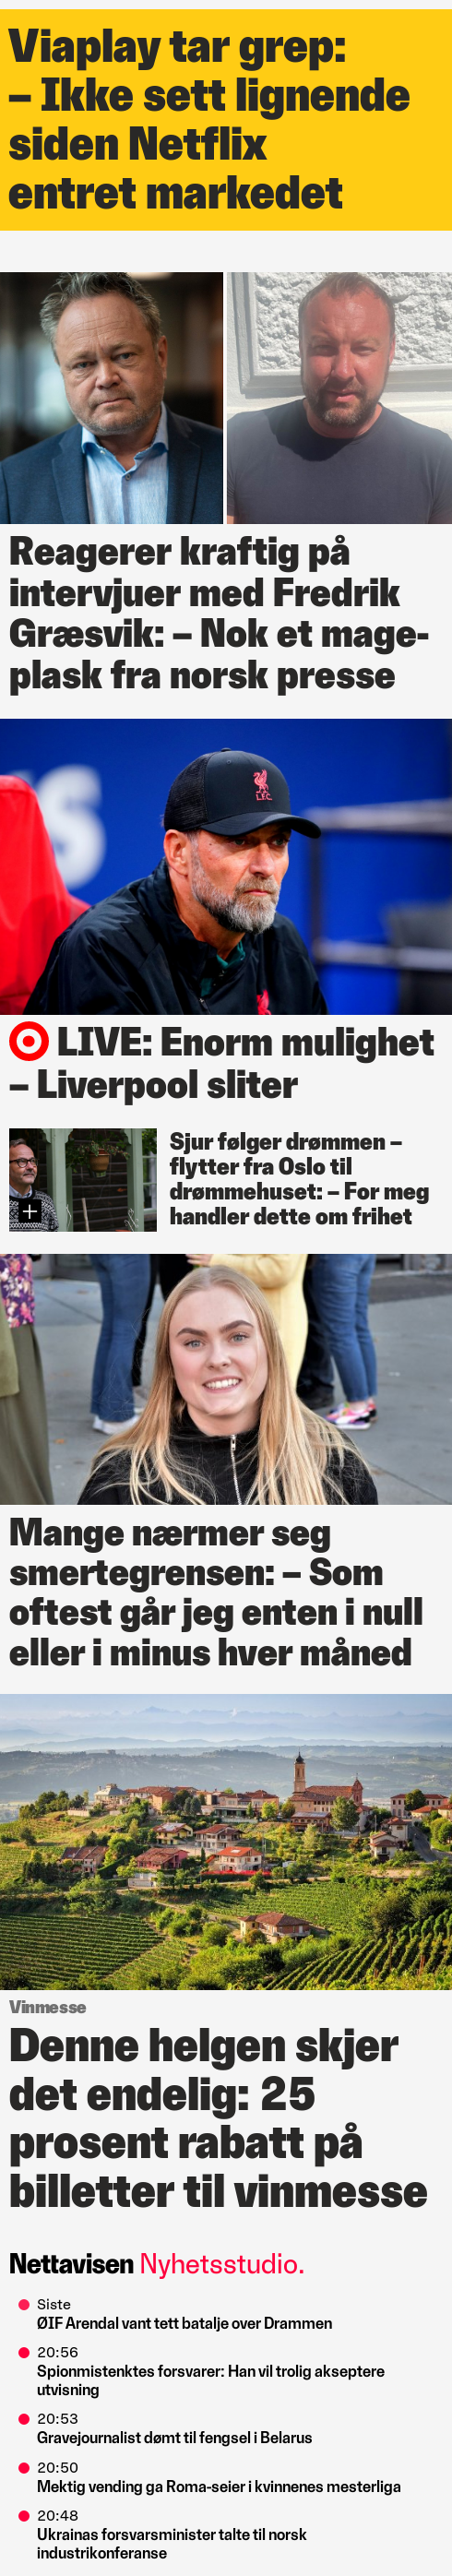 Viaplay tar grep:
– Ikke sett lignende
siden Netflix
entret markedet
Reagerer kraftig på
intervjuer med Fredrik
Græsvik: – Nok et mage-
plask fra norsk presse
L.F.C.
LIVE: Enorm mulighet
– Liverpool sliter
Sjur følger drømmen –
flytter fra Oslo til
drømmehuset: – For meg
handler dette om frihet
Mange nærmer seg
smertegrensen: – Som
oftest går jeg enten i null
eller i minus hver måned
Vinmesse
Denne helgen skjer
det endelig: 25
prosent rabatt på
billetter til vinmesse
Nettavisen Nyhetsstudio.
Siste
ØIF Arendal vant tett batalje over Drammen
20:56
Spionmistenktes forsvarer: Han vil trolig akseptere
utvisning
20:53
Gravejournalist dømt til fengsel i Belarus
20:50
Mektig vending ga Roma-seier i kvinnenes mesterliga
20:48
Ukrainas forsvarsminister talte til norsk
industrikonferanse